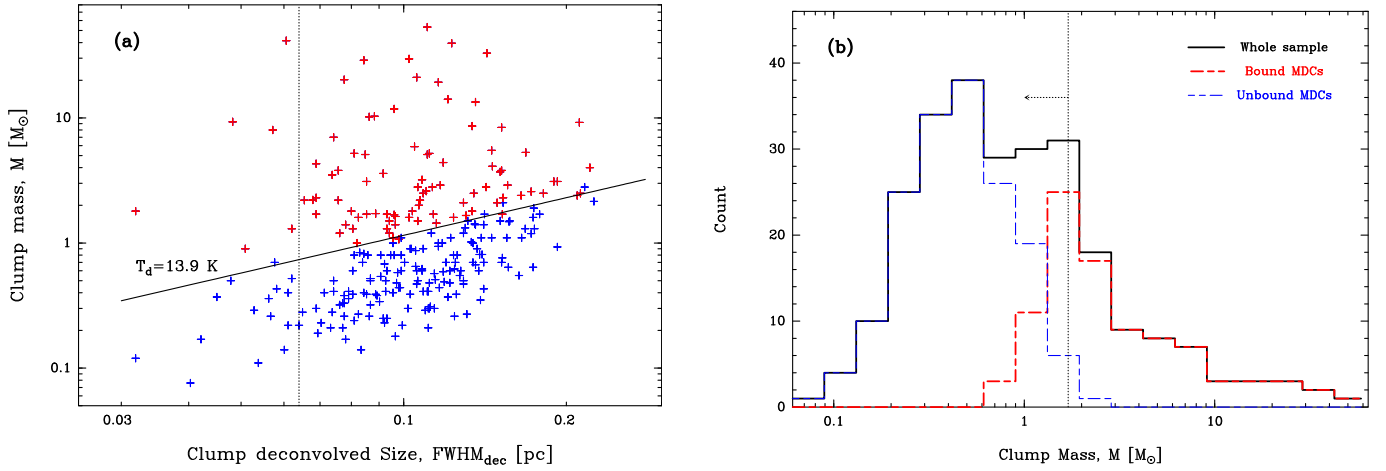 (a)
Clump mass, M [M⊙]
10
1
0.1
T_d=13.9 K
0.03
0.1
0.2
Clump deconvolved Size, FWHM_dec [pc]
(b)
Whole sample
Bound MDCs
Unbound MDCs
Count
40
30
20
10
0
0.1
1
10
Clump Mass, M [M⊙]